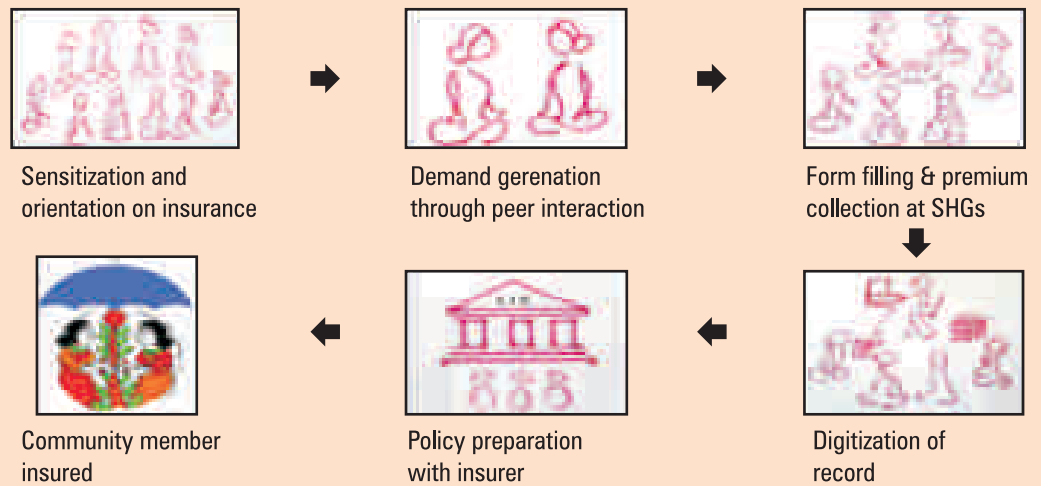 Sensitization and
orientation on insurance
Demand gerenation
through peer interaction
Form filling & premium
collection at SHGs
Digitization of
record
Policy preparation
with insurer
Community member
insured